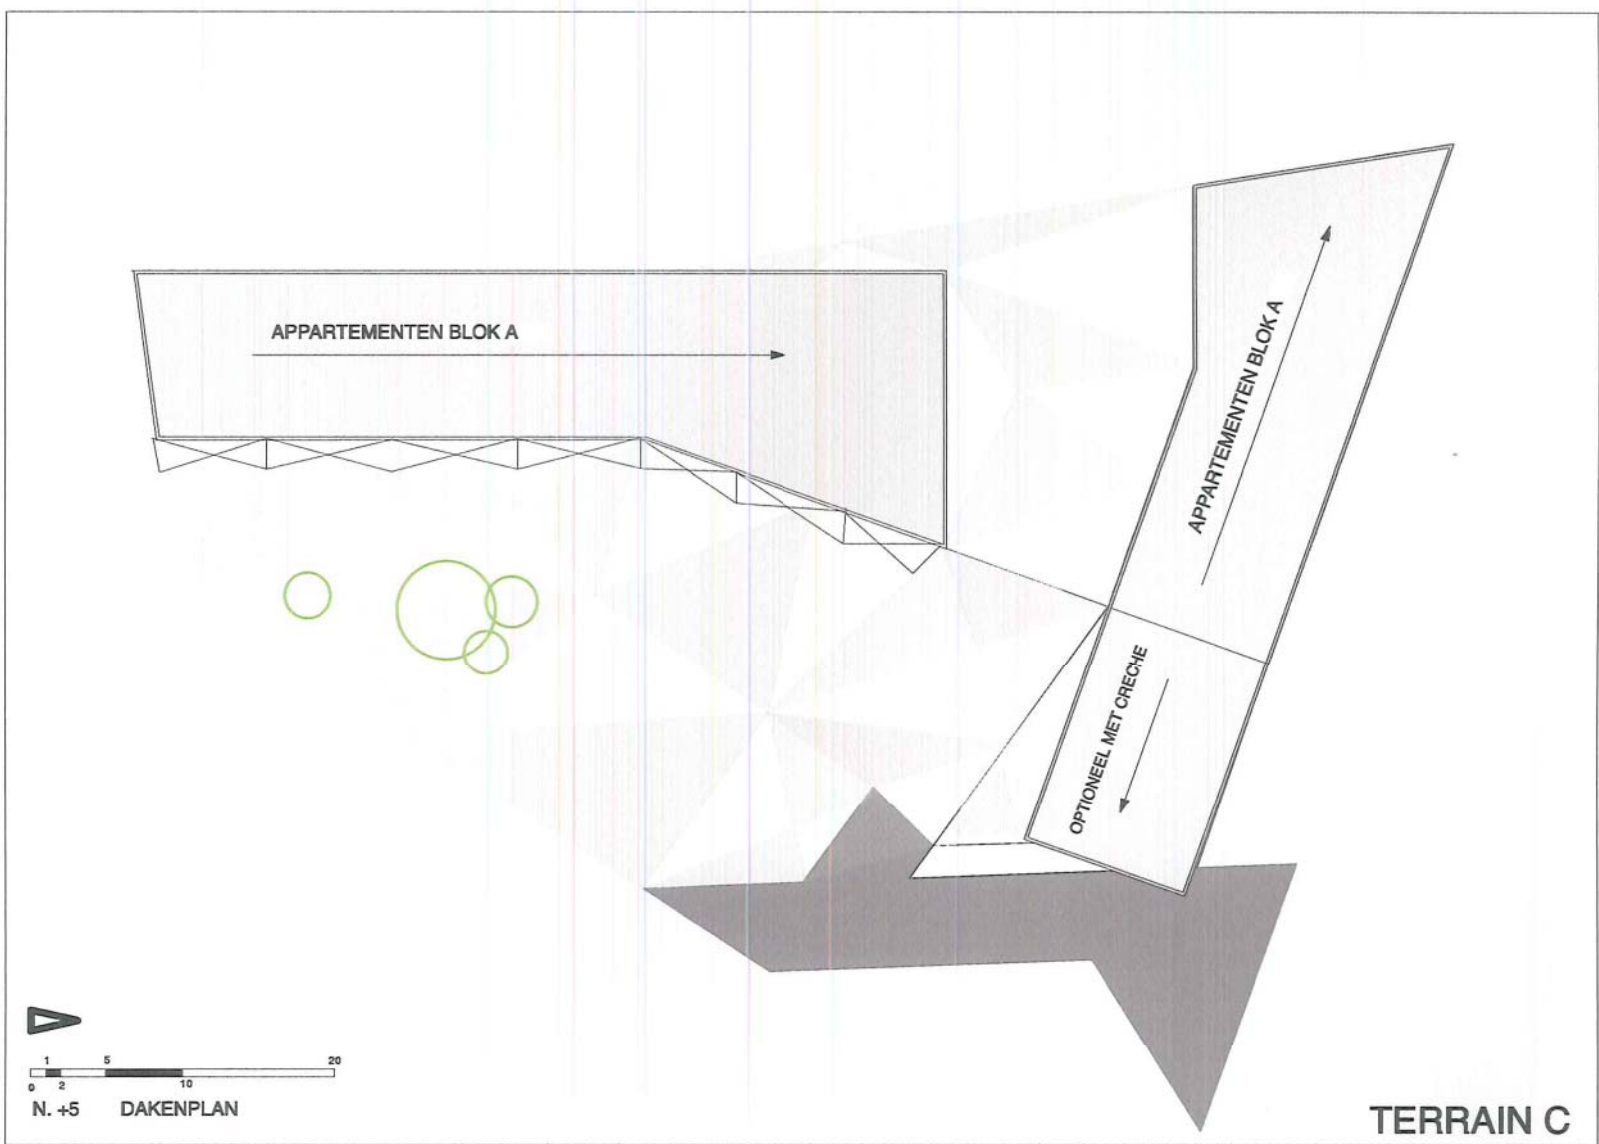 APPARTEMENTEN BLOK A
APPARTEMENTEN BLOK A
OPTIONEEL MET CRECHE
1 5 20
0 2 10
N. +5 DAKENPLAN
TERRAIN C